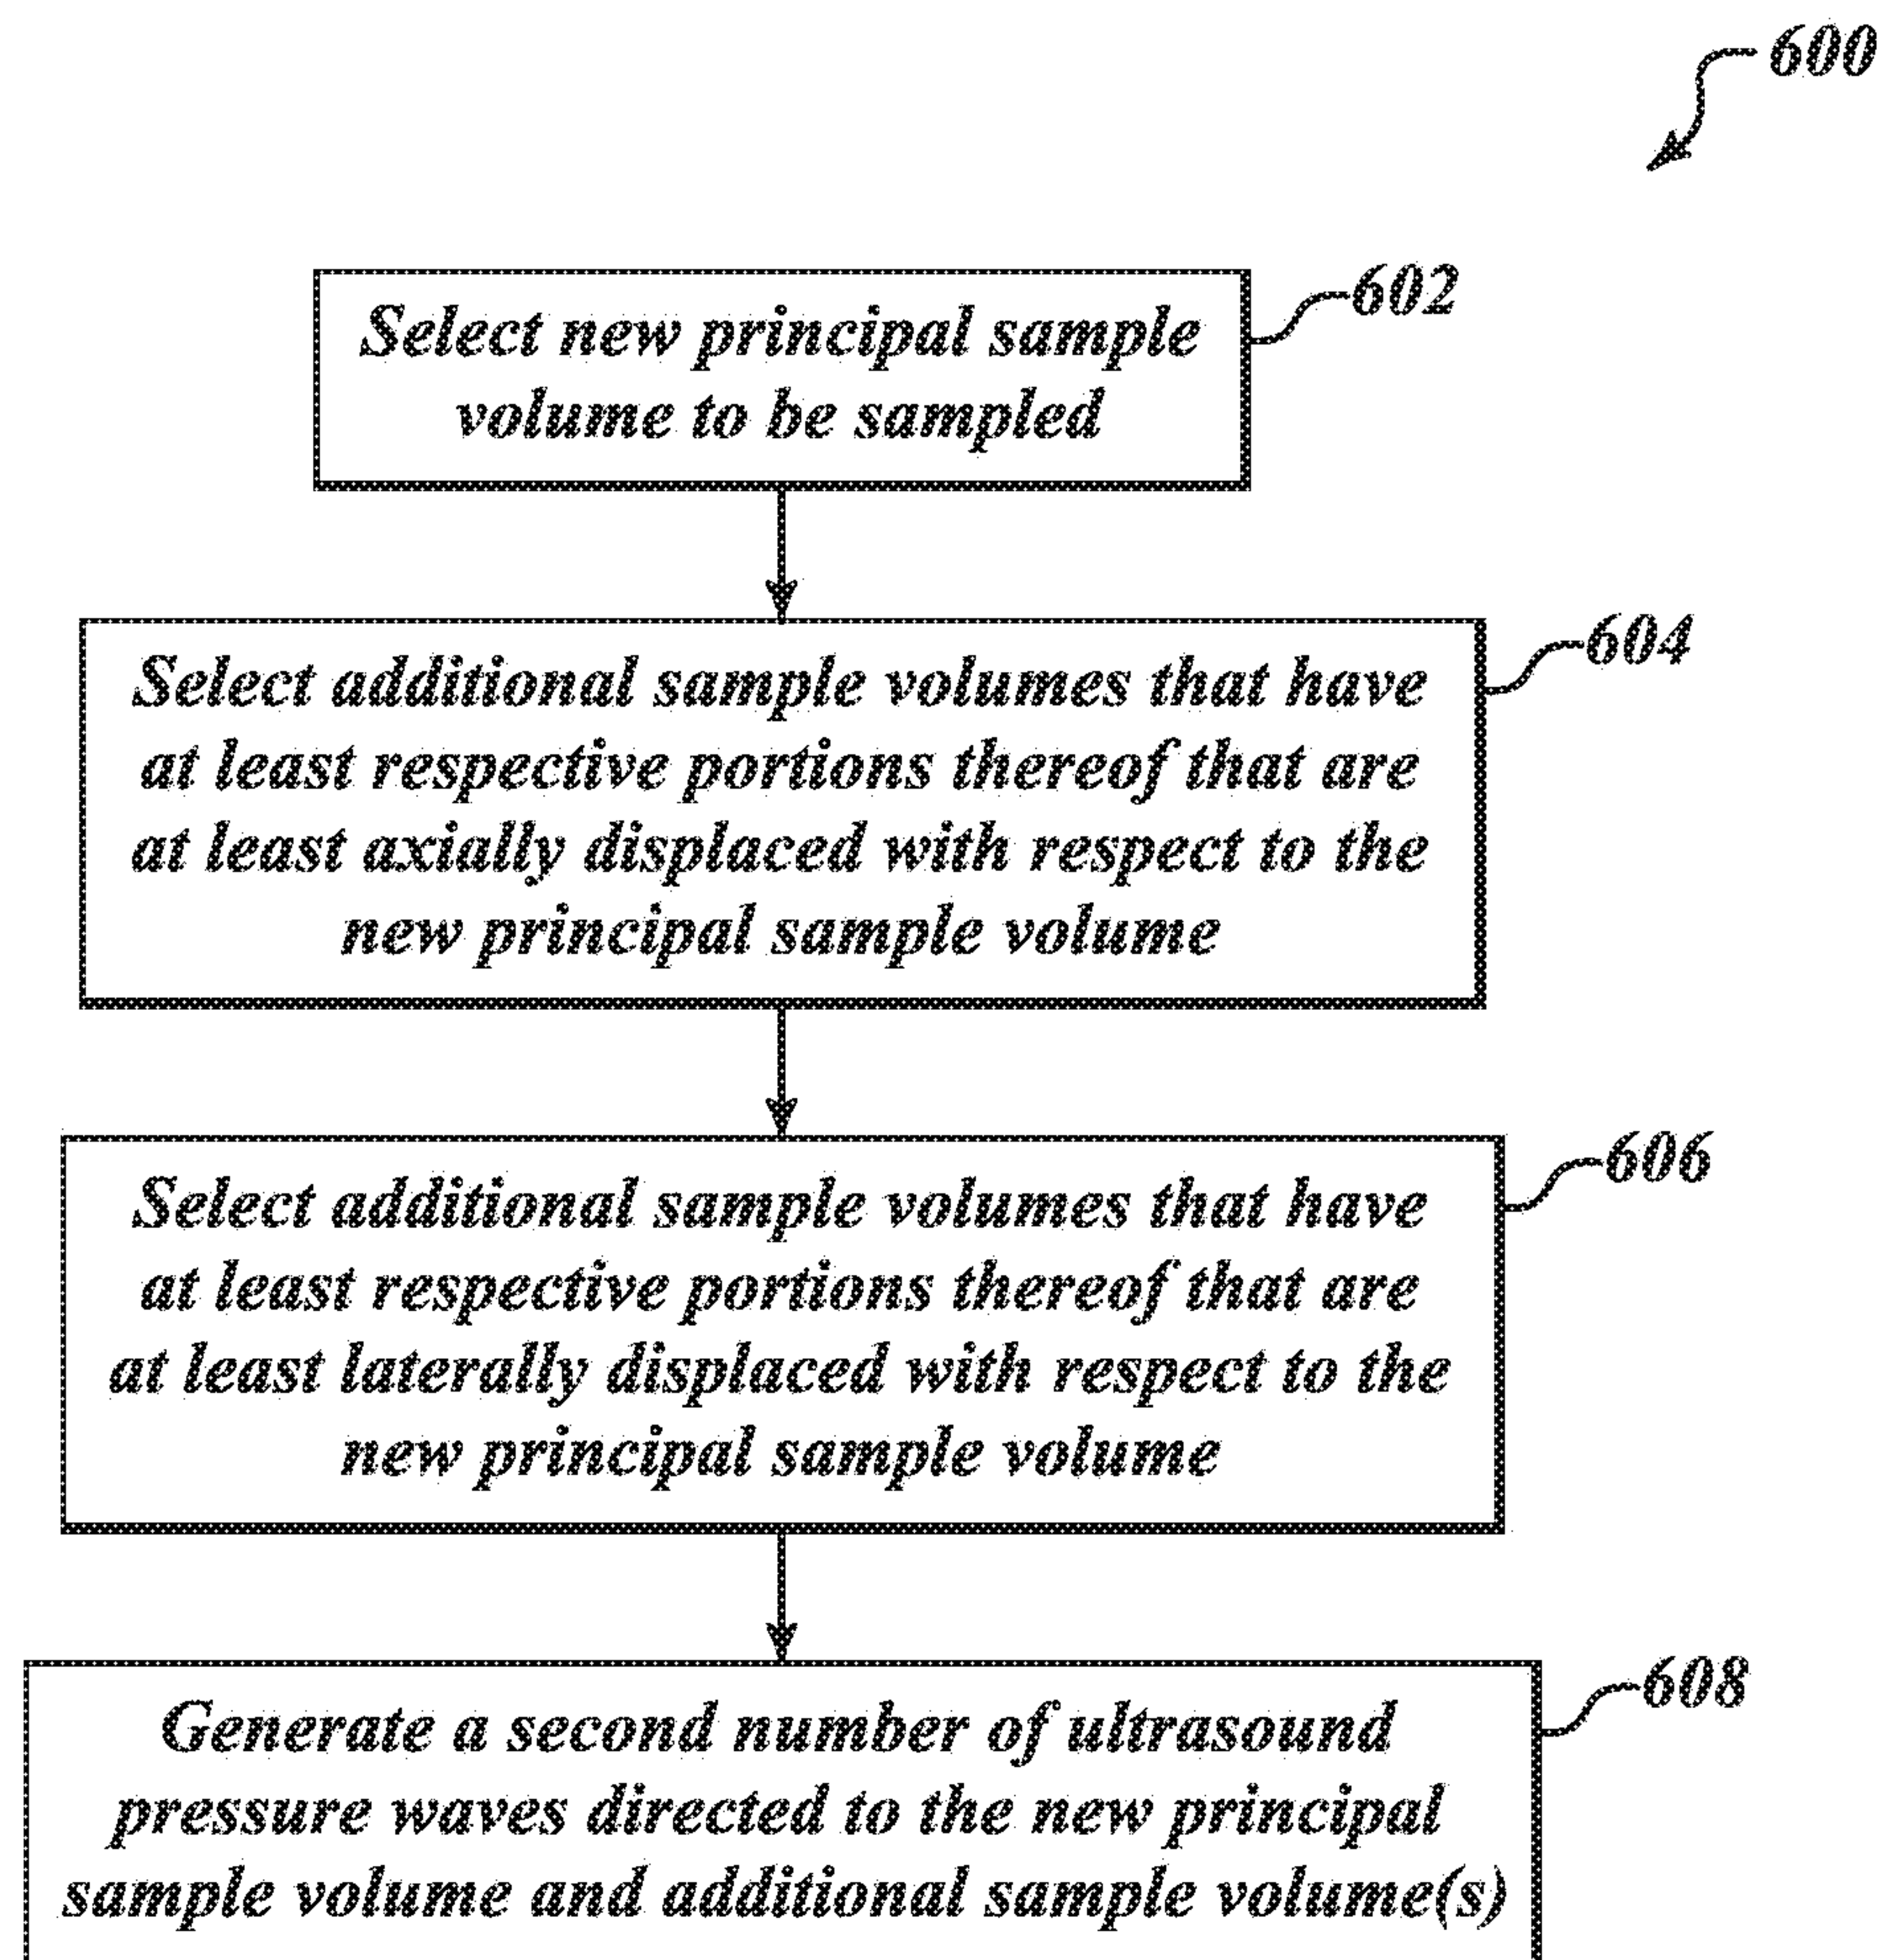 600
602
Select new principal sample
volume to be sampled
604
Select additional sample volumes that have
at least respective portions thereof that are
at least axially displaced with respect to the
new principal sample volume
606
Select additional sample volumes that have
at least respective portions thereof that are
at least laterally displaced with respect to the
new principal sample volume
608
Generate a second number of ultrasound
pressure waves directed to the new principal
sample volume and additional sample volume(s)